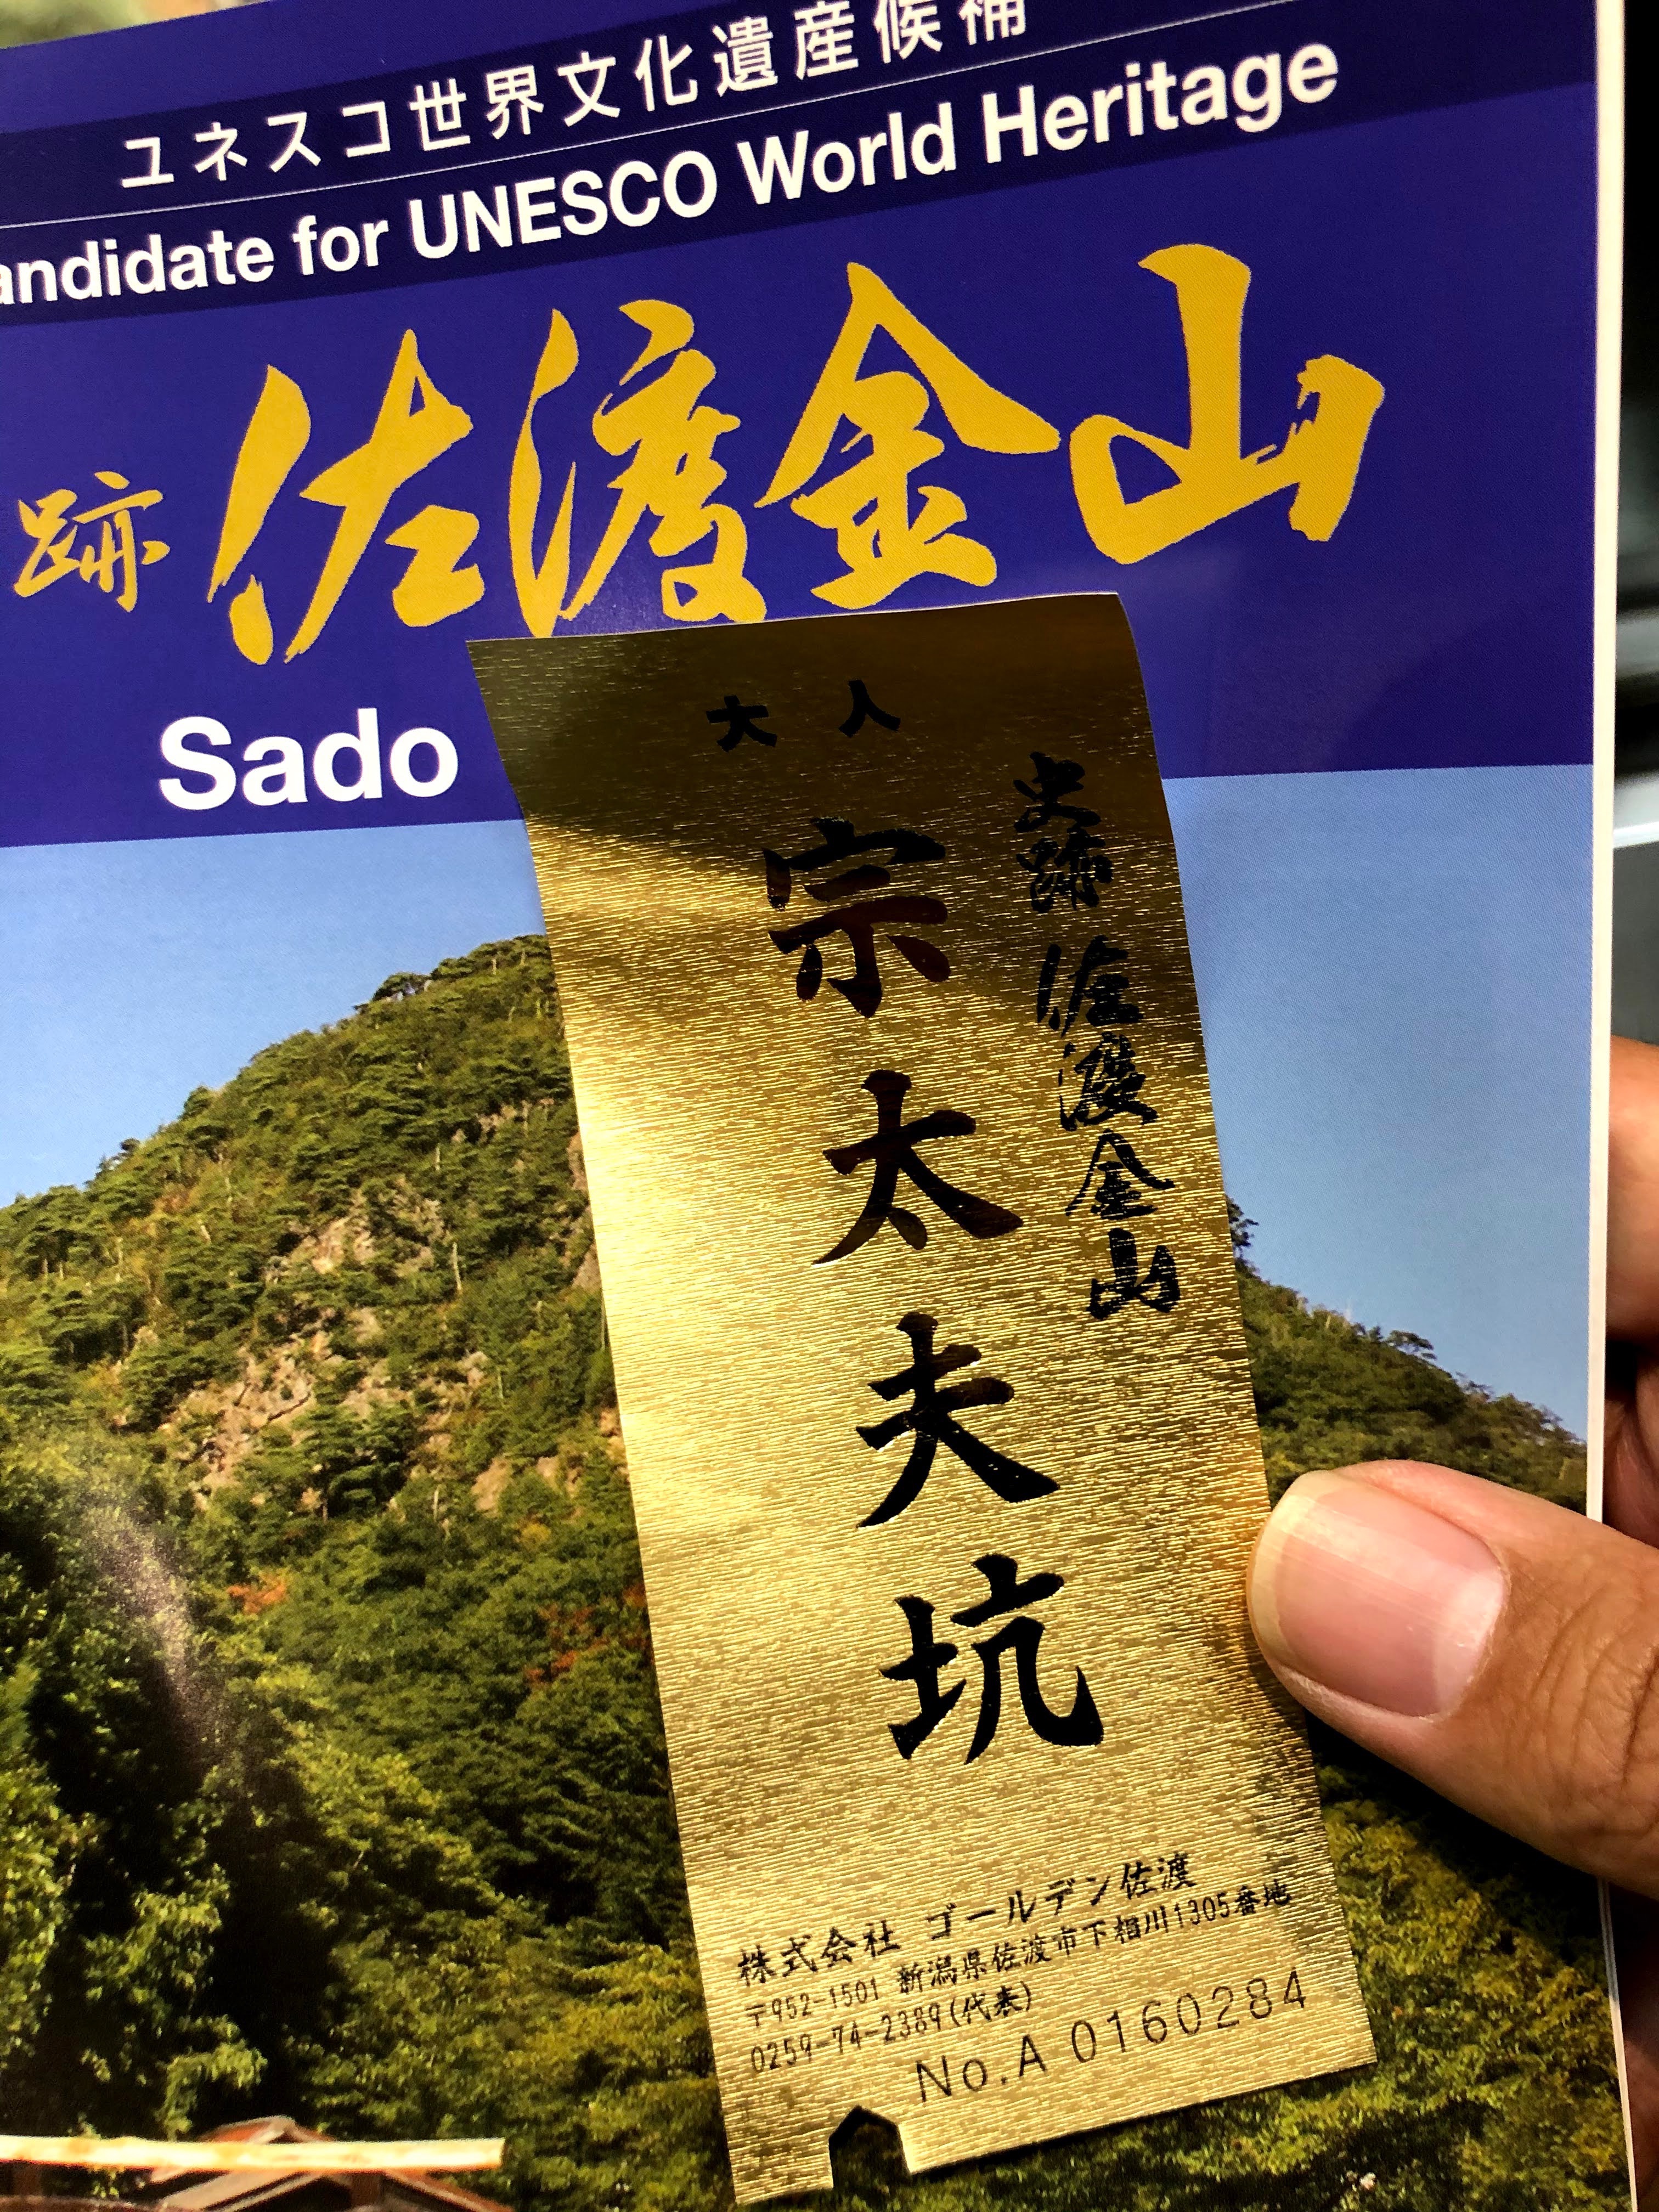 ユネスコ世界文化遺産候補
andidate for UNESCO World Heritage
跡 佐渡金山
Sado
大人
史跡 佐渡金山
宗太夫坑
株式会社 ゴールデン佐渡
〒952-1501 新潟県佐渡市下相川1305番地
0259-74-2389(代表)
No.A 0160284